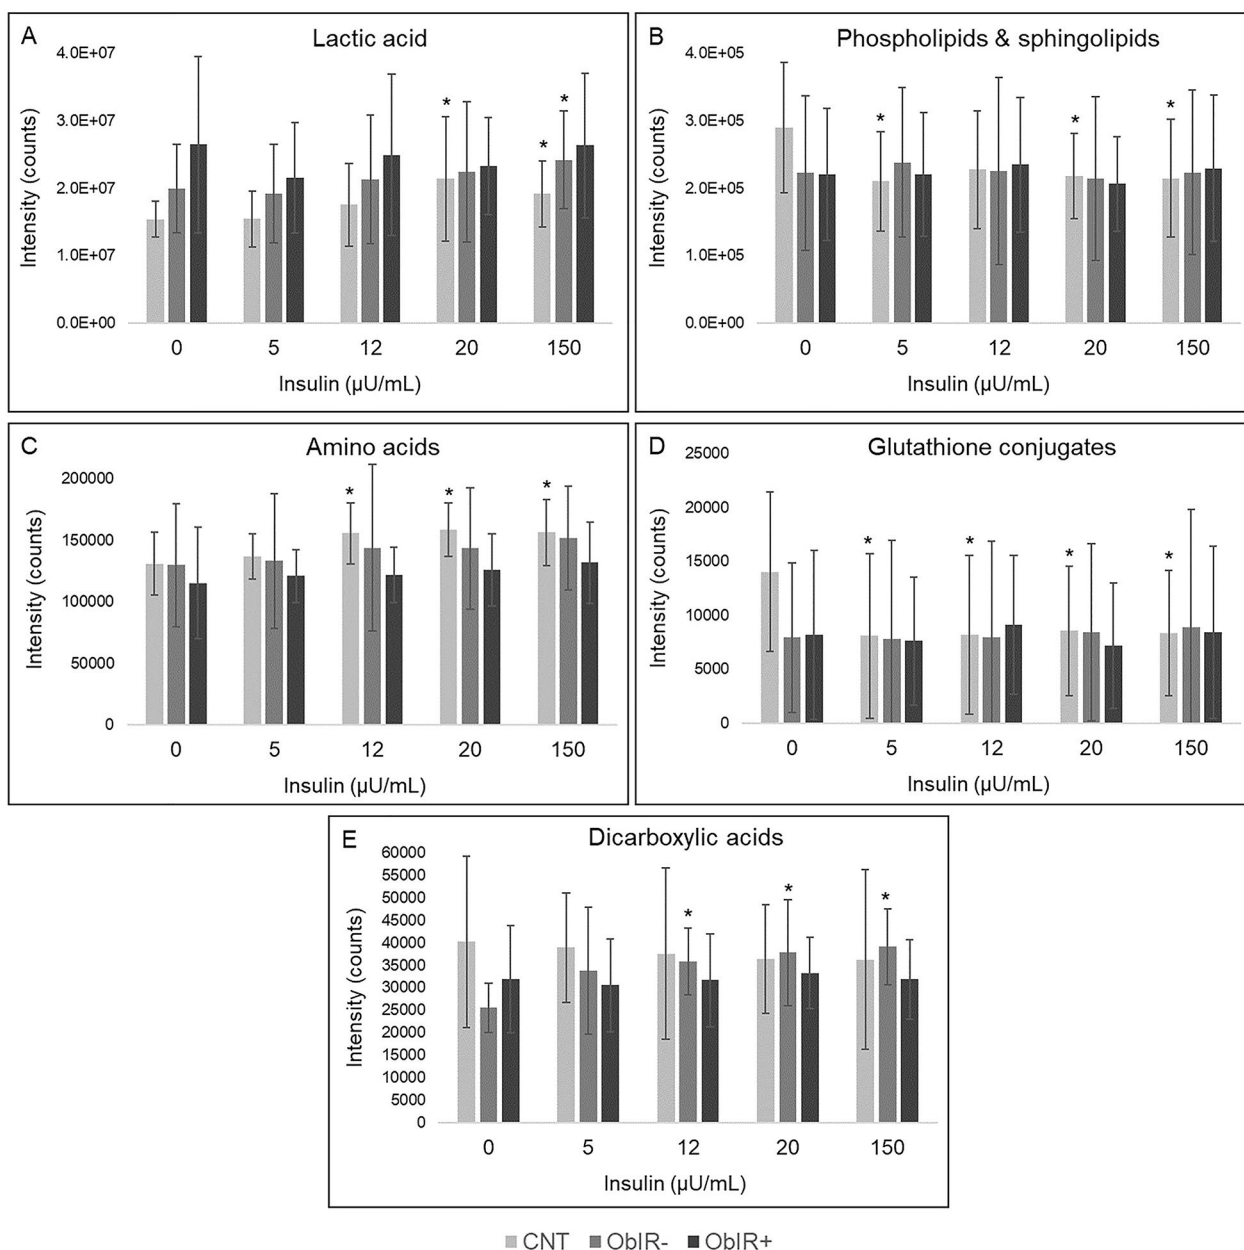 A
Lactic acid
4.0E+07
3.0E+07
2.0E+07
1.0E+07
0.0E+00
Intensity (counts)
* * *
0 5 12 20 150
Insulin (µU/mL)
B
Phospholipids & sphingolipids
4.0E+05
3.0E+05
2.0E+05
1.0E+05
0.0E+00
Intensity (counts)
* * *
0 5 12 20 150
Insulin (µU/mL)
C
Amino acids
200000
150000
100000
50000
0
Intensity (counts)
* * *
0 5 12 20 150
Insulin (µU/mL)
D
Glutathione conjugates
25000
20000
15000
10000
5000
0
Intensity (counts)
* * * *
0 5 12 20 150
Insulin (µU/mL)
E
Dicarboxylic acids
60000
55000
50000
45000
40000
35000
30000
25000
20000
15000
10000
5000
0
Intensity (counts)
* * *
0 5 12 20 150
Insulin (µU/mL)
CNT ObIR- ObIR+